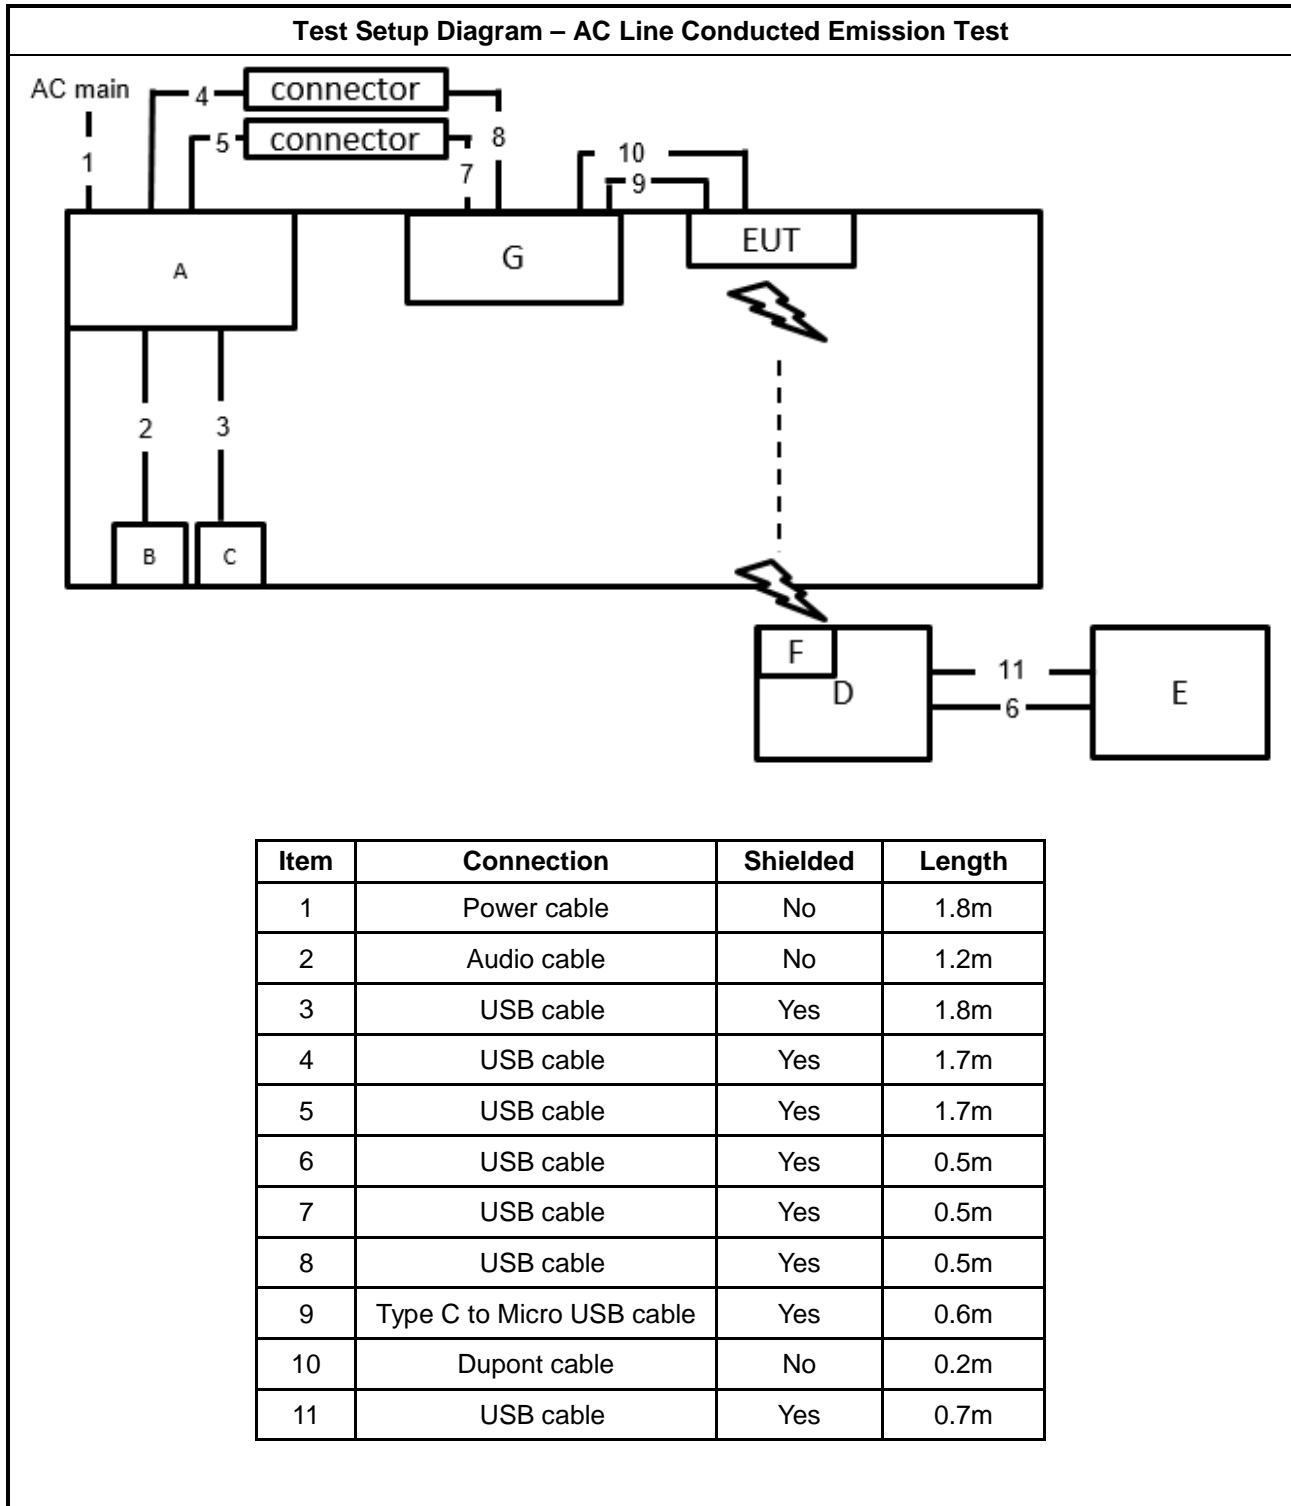 Test Setup Diagram – AC Line Conducted Emission Test
AC main
4
connector
5
connector
8
1
7
10
9
A
G
EUT
2
3
B
C
F
D
11
6
E
Item Connection Shielded Length
1 Power cable No 1.8m
2 Audio cable No 1.2m
3 USB cable Yes 1.8m
4 USB cable Yes 1.7m
5 USB cable Yes 1.7m
6 USB cable Yes 0.5m
7 USB cable Yes 0.5m
8 USB cable Yes 0.5m
9 Type C to Micro USB cable Yes 0.6m
10 Dupont cable No 0.2m
11 USB cable Yes 0.7m